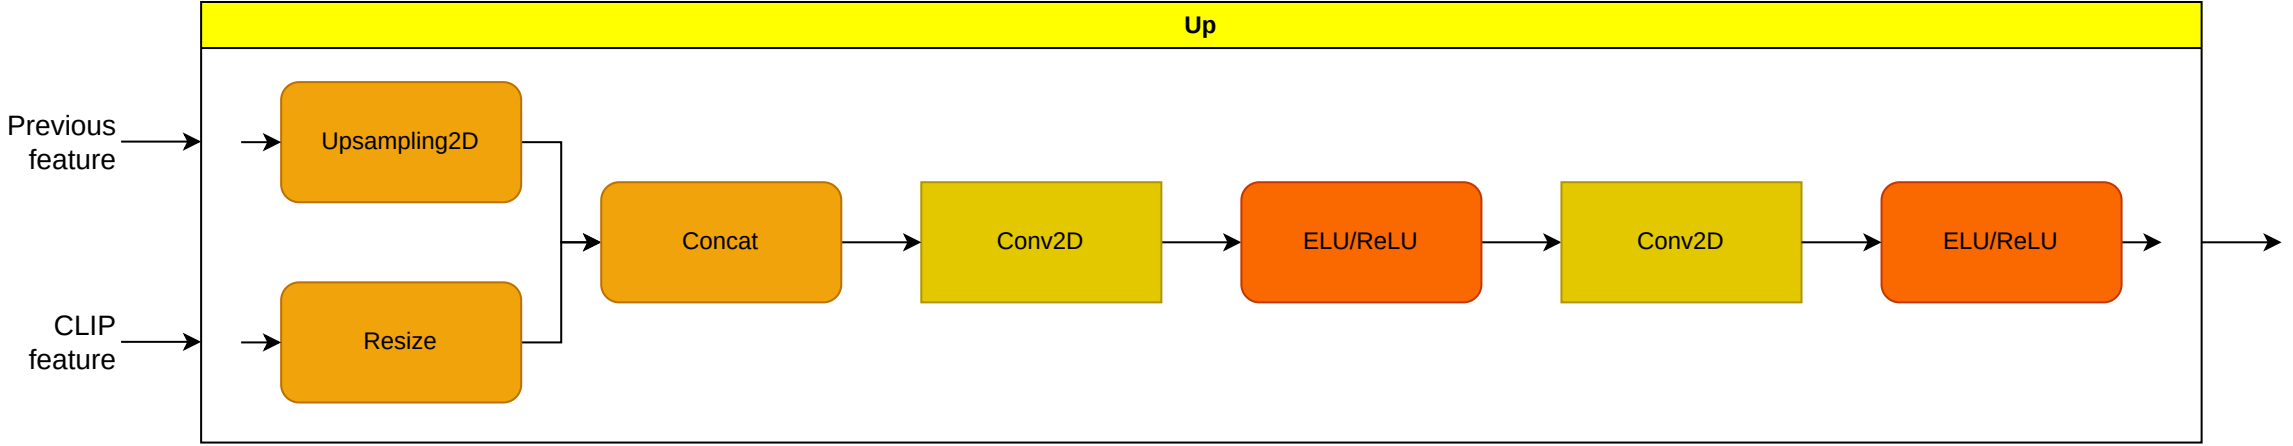 Up
Previous
feature
Upsampling2D
Concat
Conv2D
ELU/ReLU
Conv2D
ELU/ReLU
CLIP
feature
Resize